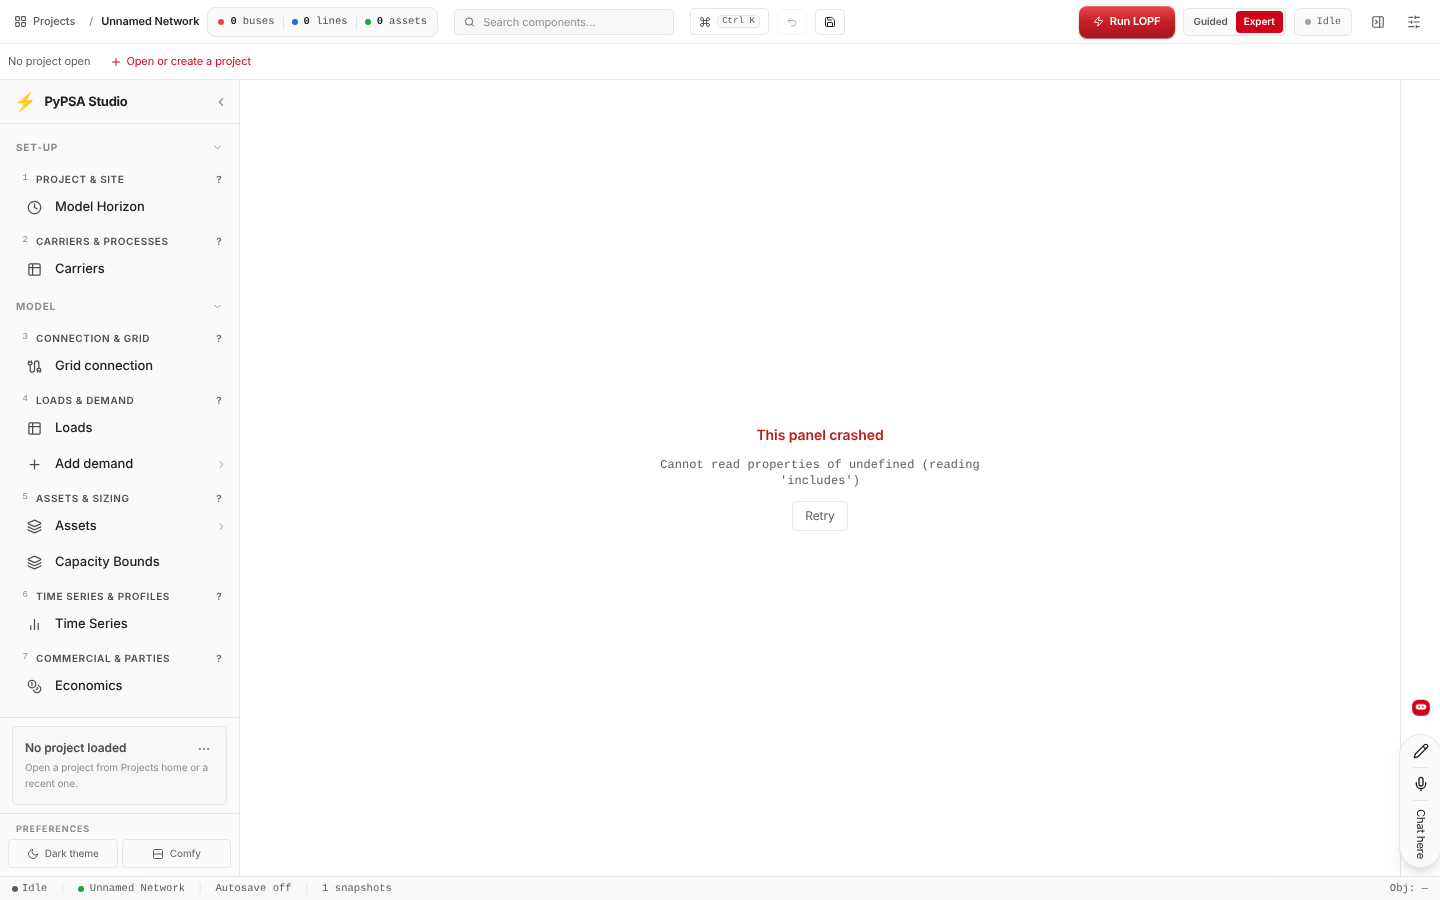 Projects / Unnamed Network 0 buses 0 lines 0 assets Search components... ⌘ Ctrl K Run LOPF Guided Expert Idle
No project open + Open or create a project
⚡ PyPSA Studio
SET-UP
1 PROJECT & SITE ?
Model Horizon
2 CARRIERS & PROCESSES ?
Carriers
MODEL
3 CONNECTION & GRID ?
Grid connection
4 LOADS & DEMAND ?
Loads
Add demand
5 ASSETS & SIZING ?
Assets
Capacity Bounds
6 TIME SERIES & PROFILES ?
Time Series
7 COMMERCIAL & PARTIES ?
Economics
No project loaded ...
Open a project from Projects home or a
recent one.
PREFERENCES
Dark theme Comfy
This panel crashed
Cannot read properties of undefined (reading
'includes')
Retry
Chat here
Idle Unnamed Network Autosave off 1 snapshots Obj: —